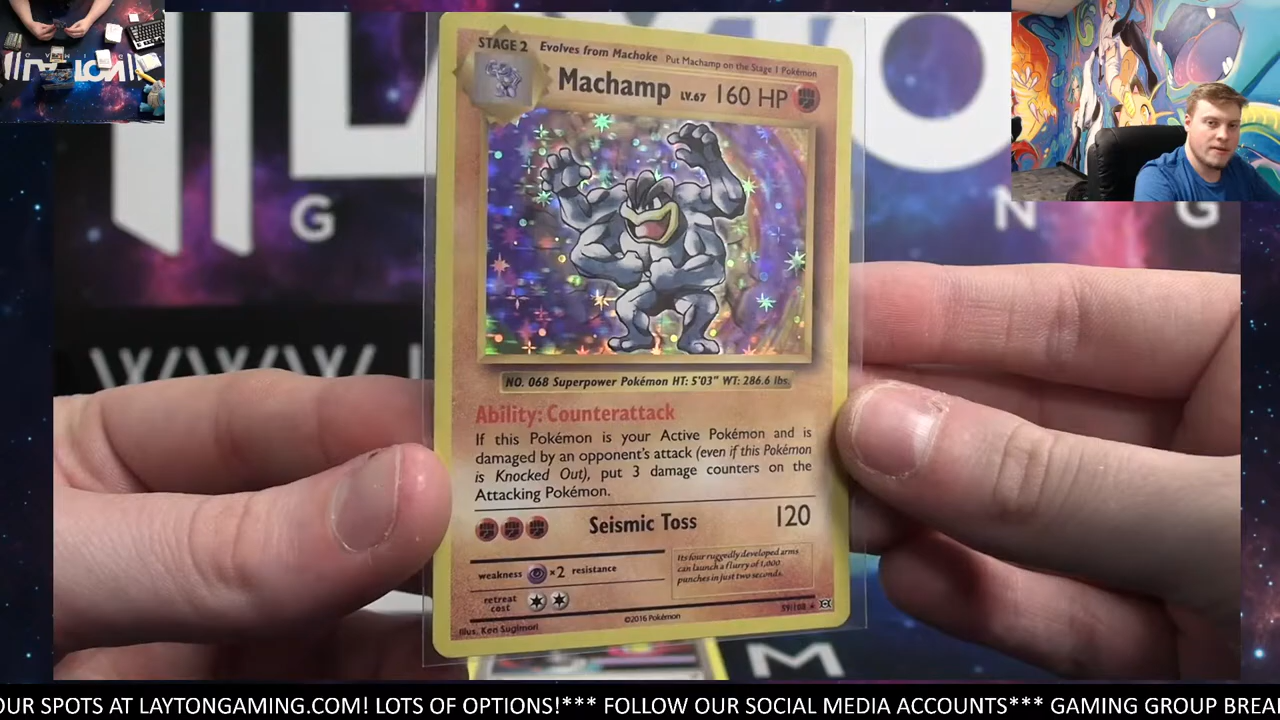 STAGE 2 Evolves from Machoke Put Machamp on the Stage 1 Pokémon
Machamp LV.67 160 HP
G
N G
NO. 068 Superpower Pokémon HT: 5'03" WT: 286.6 lbs.
Ability: Counterattack
If this Pokémon is your Active Pokémon and is
damaged by an opponent's attack (even if this Pokémon
is Knocked Out), put 3 damage counters on the
Attacking Pokémon.
Seismic Toss 120
weakness ×2 resistance
retreat
cost
Its four ruggedly developed arms
can launch a flurry of 1,000
punches in just two seconds.
Illus. Ken Sugimori ©2016 Pokémon 59/108
M
OUR SPOTS AT LAYTONGAMING.COM! LOTS OF OPTIONS!*** FOLLOW OUR SOCIAL MEDIA ACCOUNTS*** GAMING GROUP BREA